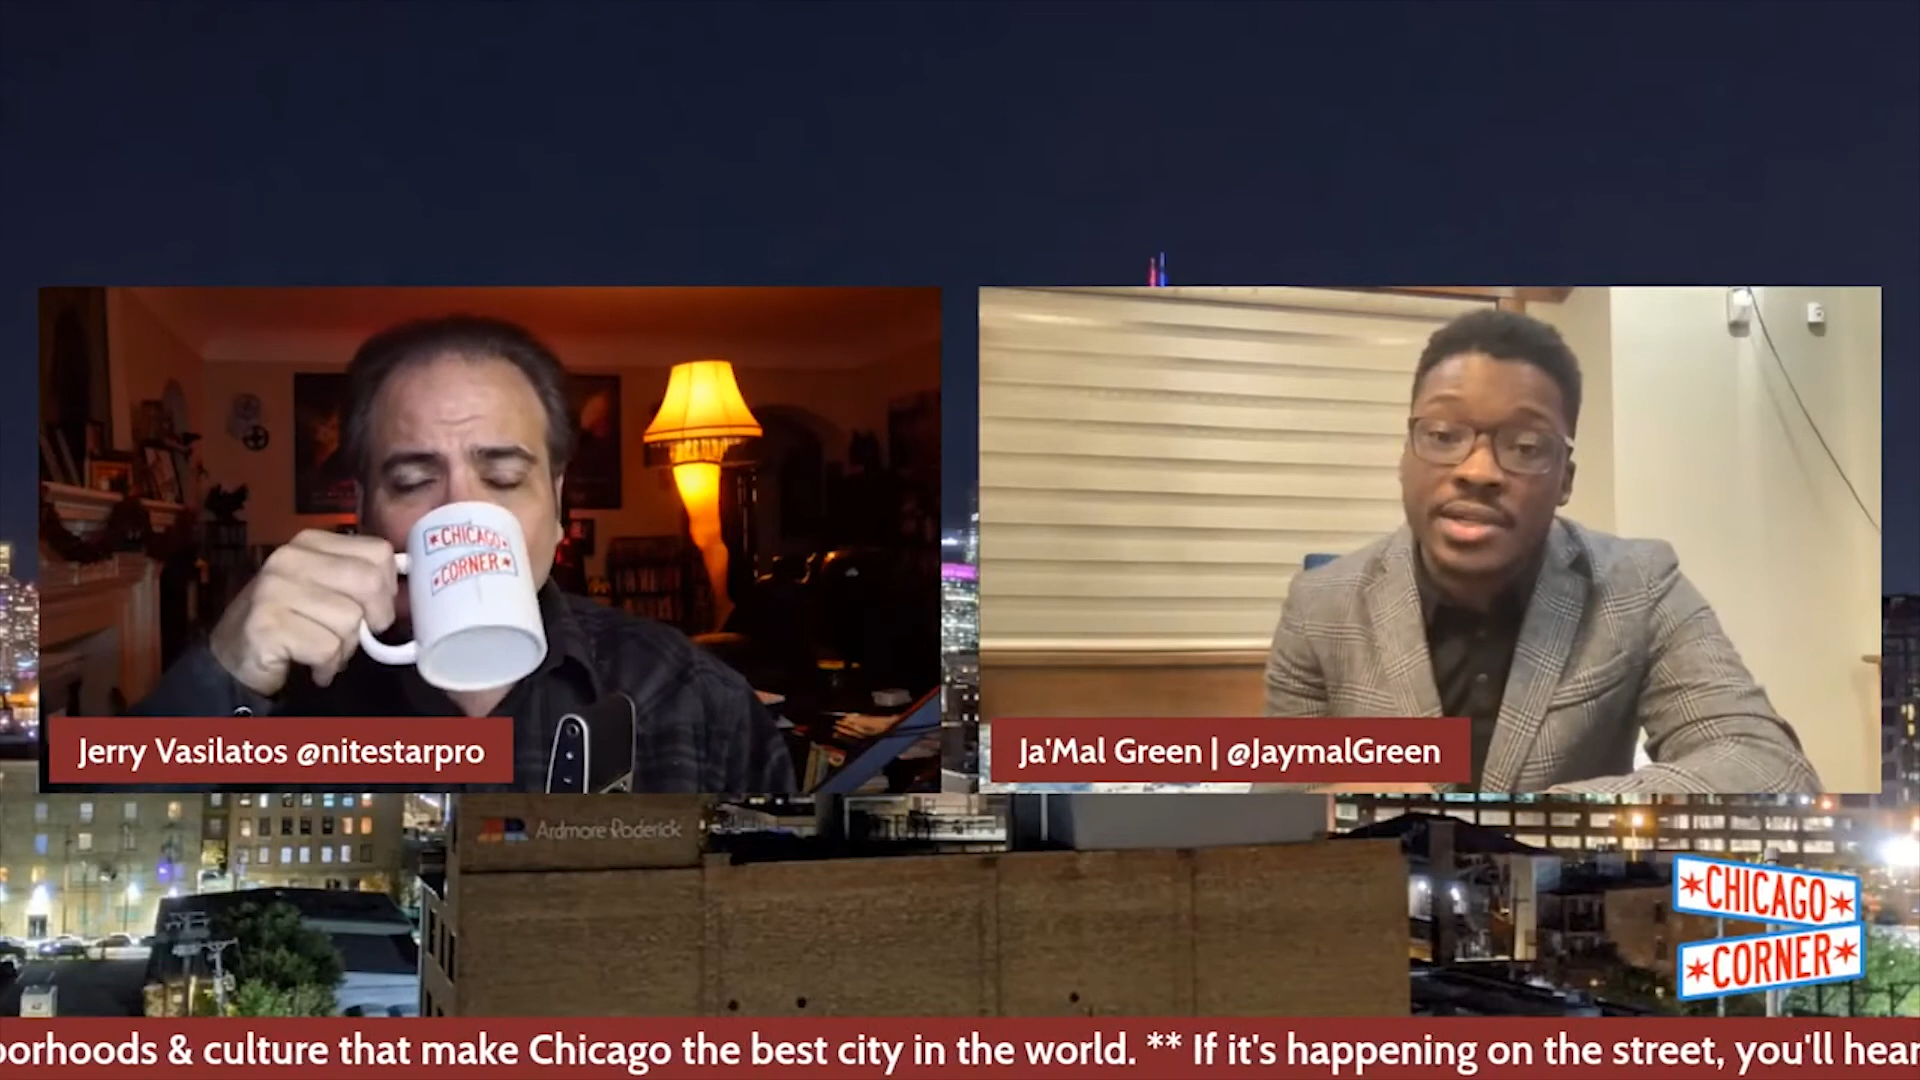 *CHICAGO*
*CORNER*
Jerry Vasilatos @nitestarpro
Ja'Mal Green | @JaymalGreen
Ardmore Roderick
*CHICAGO*
*CORNER*
orhoods & culture that make Chicago the best city in the world. ** If it's happening on the street, you'll hear